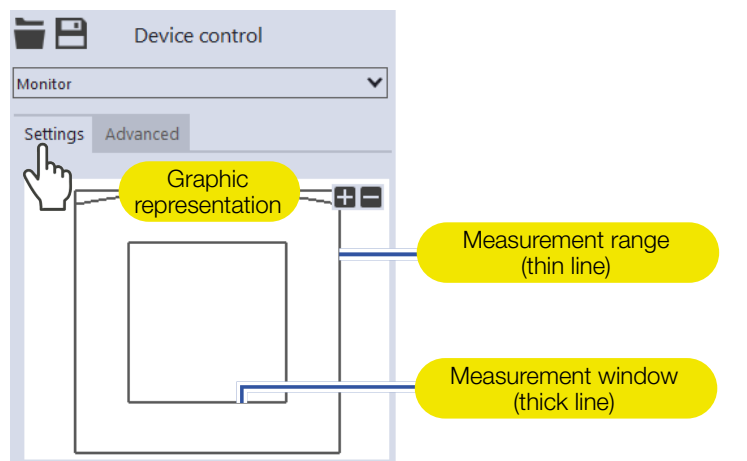 Device control
Monitor
Settings Advanced
Graphic
representation
Measurement range
(thin line)
Measurement window
(thick line)